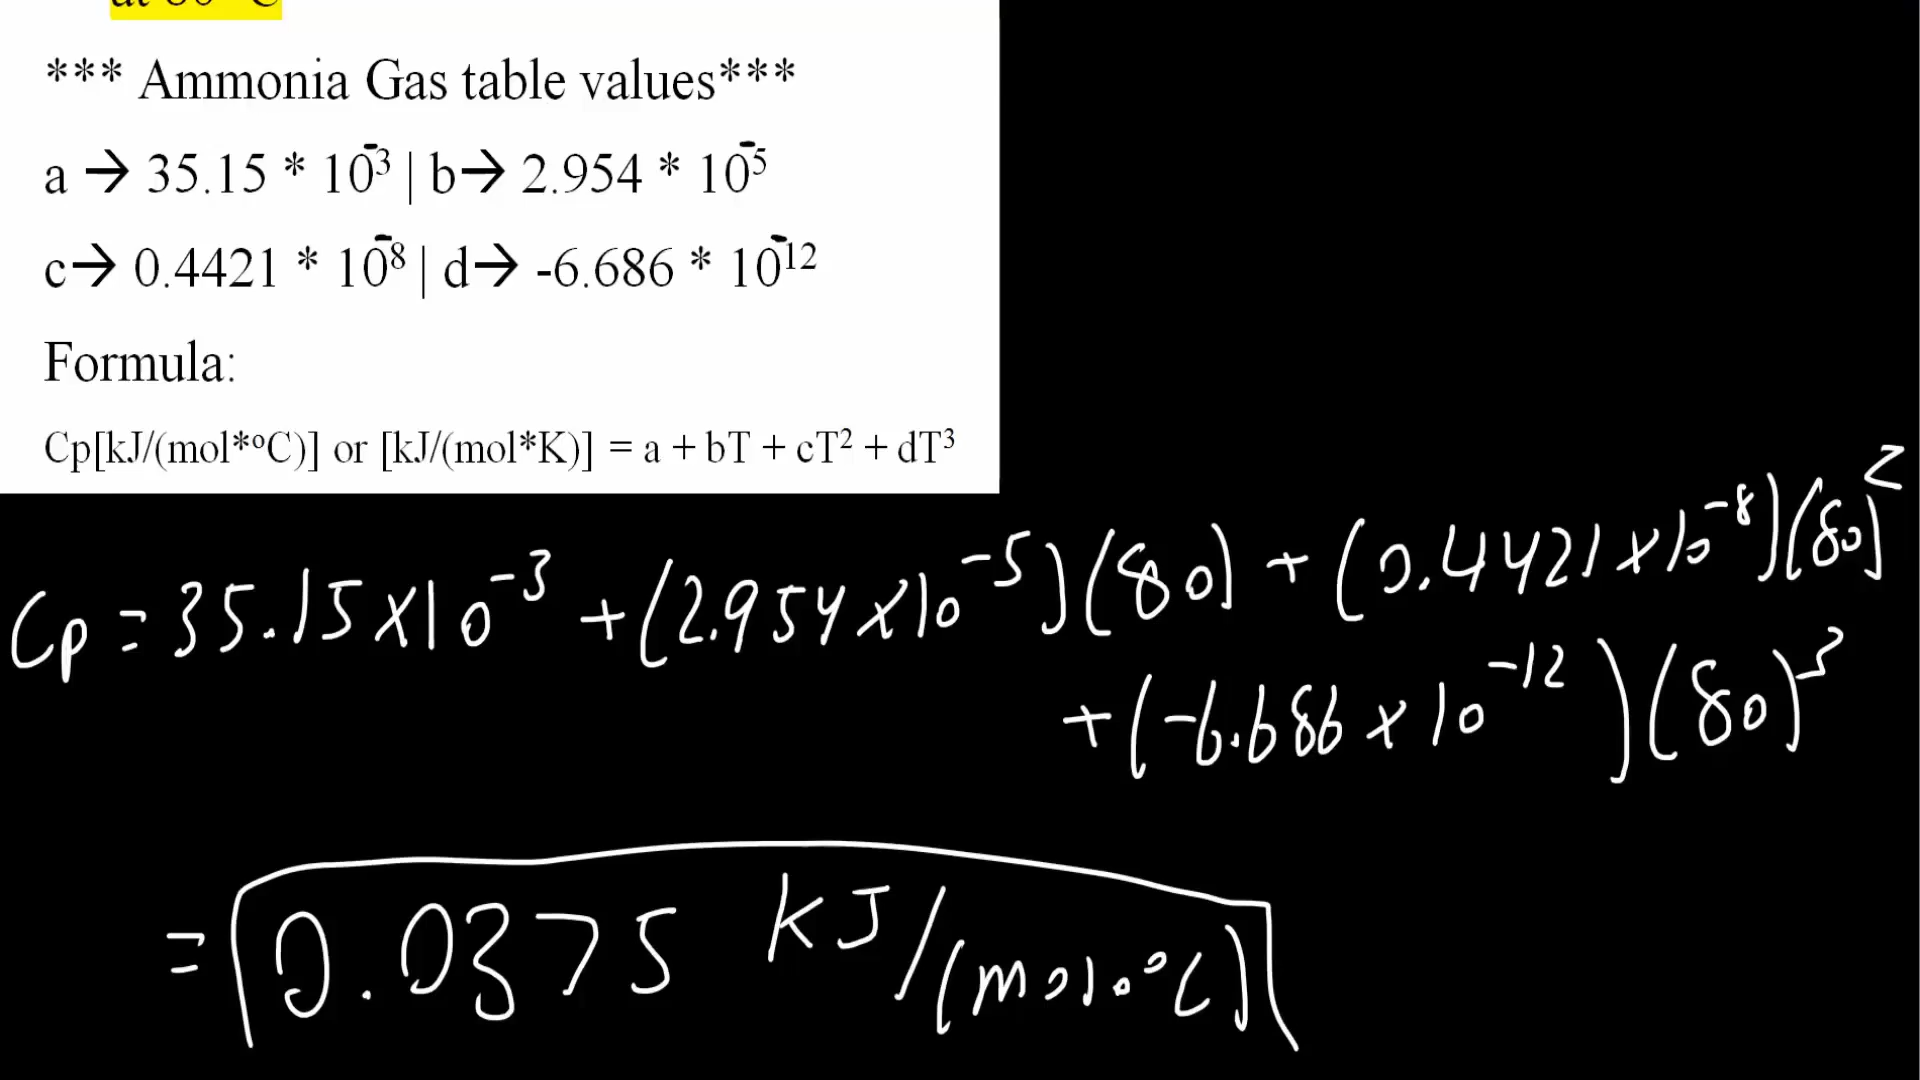 at 80 °C
*** Ammonia Gas table values***
a → 35.15 * 10⁻³ | b→ 2.954 * 10⁻⁵
c→ 0.4421 * 10⁻⁸ | d→ -6.686 * 10⁻¹²
Formula:
Cp[kJ/(mol*°C)] or [kJ/(mol*K)] = a + bT + cT² + dT³
Cp = 35.15 x 10⁻³ + (2.954 x 10⁻⁵)(80) + (0.4421 x 10⁻⁸)(80)²
+ (-6.686 x 10⁻¹²)(80)³
= 0.0375 kJ/(mol·°C)